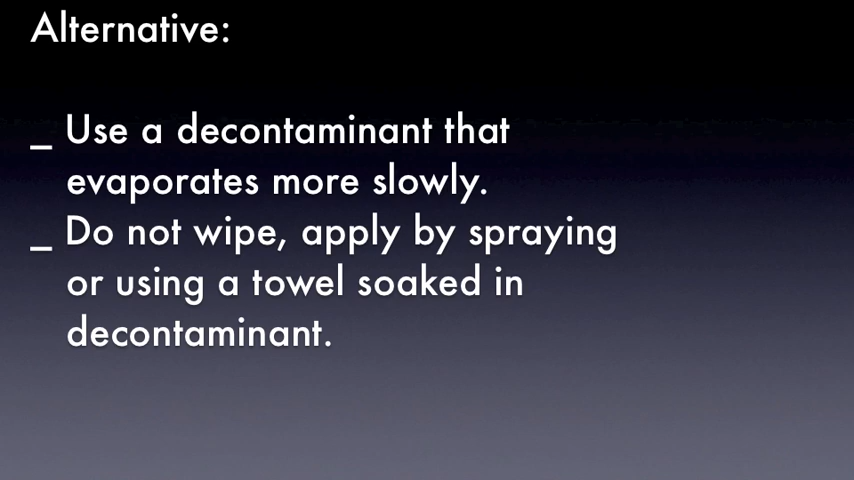 Alternative:
_ Use a decontaminant that
evaporates more slowly.
_ Do not wipe, apply by spraying
or using a towel soaked in
decontaminant.